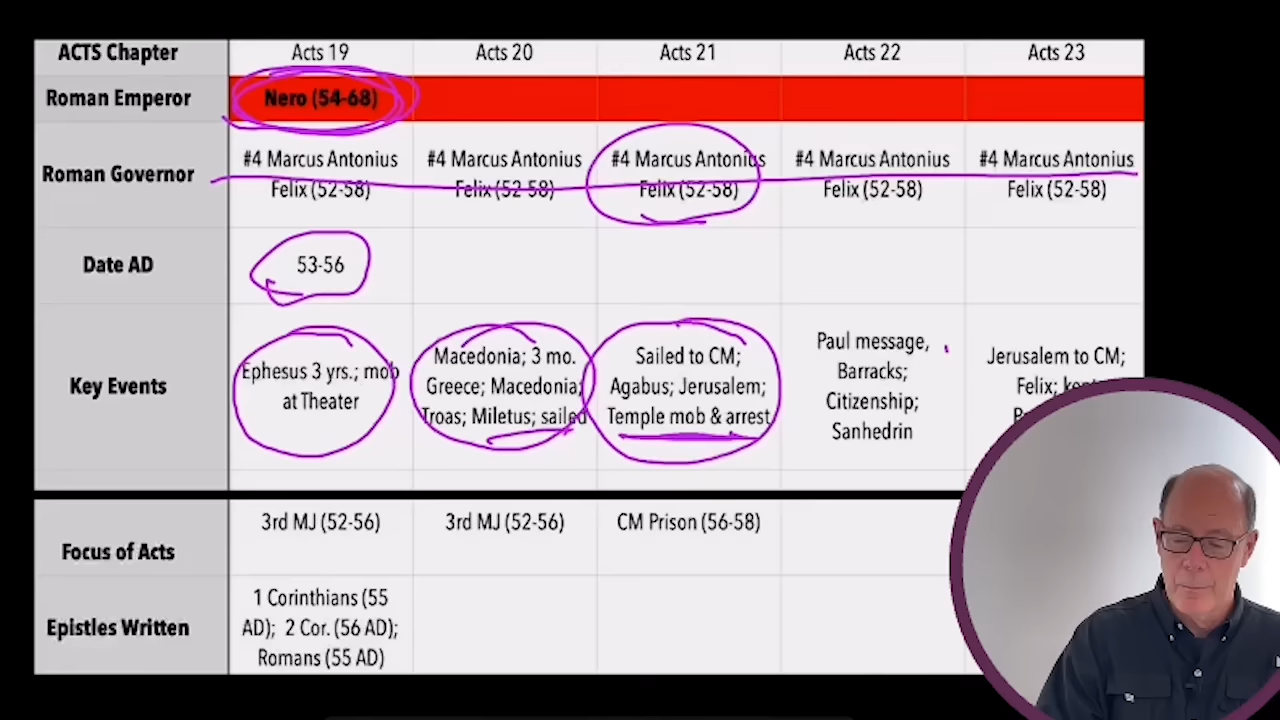 ACTS Chapter Acts 19 Acts 20 Acts 21 Acts 22 Acts 23
Roman Emperor Nero (54-68)
Roman Governor
#4 Marcus Antonius
Felix (52-58)
#4 Marcus Antonius
Felix (52-58)
#4 Marcus Antonius
Felix (52-58)
#4 Marcus Antonius
Felix (52-58)
#4 Marcus Antonius
Felix (52-58)
Date AD 53-56
Key Events
Ephesus 3 yrs.; mob
at Theater
Macedonia; 3 mo.
Greece; Macedonia;
Troas; Miletus; sailed
Sailed to CM;
Agabus; Jerusalem;
Temple mob & arrest
Paul message,
Barracks;
Citizenship;
Sanhedrin
Jerusalem to CM;
Felix;
Focus of Acts
3rd MJ (52-56) 3rd MJ (52-56) CM Prison (56-58)
Epistles Written
1 Corinthians (55
AD); 2 Cor. (56 AD);
Romans (55 AD)